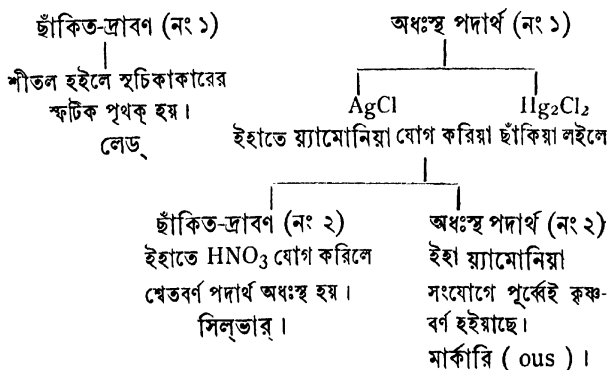 ছাঁকিত-দ্রাবণ (নং ১)
অধঃস্থ পদার্থ (নং ১)
শীতল হইলে সূচিকাকারের
স্ফটিক পৃথক্ হয়।
লেড্
AgCl
Hg₂Cl₂
ইহাতে য়্যামোনিয়া যোগ করিয়া ছাঁকিয়া লইলে
ছাঁকিত-দ্রাবণ (নং ২)
ইহাতে HNO₃ যোগ করিলে
শ্বেতবর্ণ পদার্থ অধঃস্থ হয়।
সিল্ভার্।
অধঃস্থ পদার্থ (নং ২)
ইহা য়্যামোনিয়া
সংযোগে পূর্ব্বেই কৃষ্ণ-
বর্ণ হইয়াছে।
মার্কারি ( ous )।